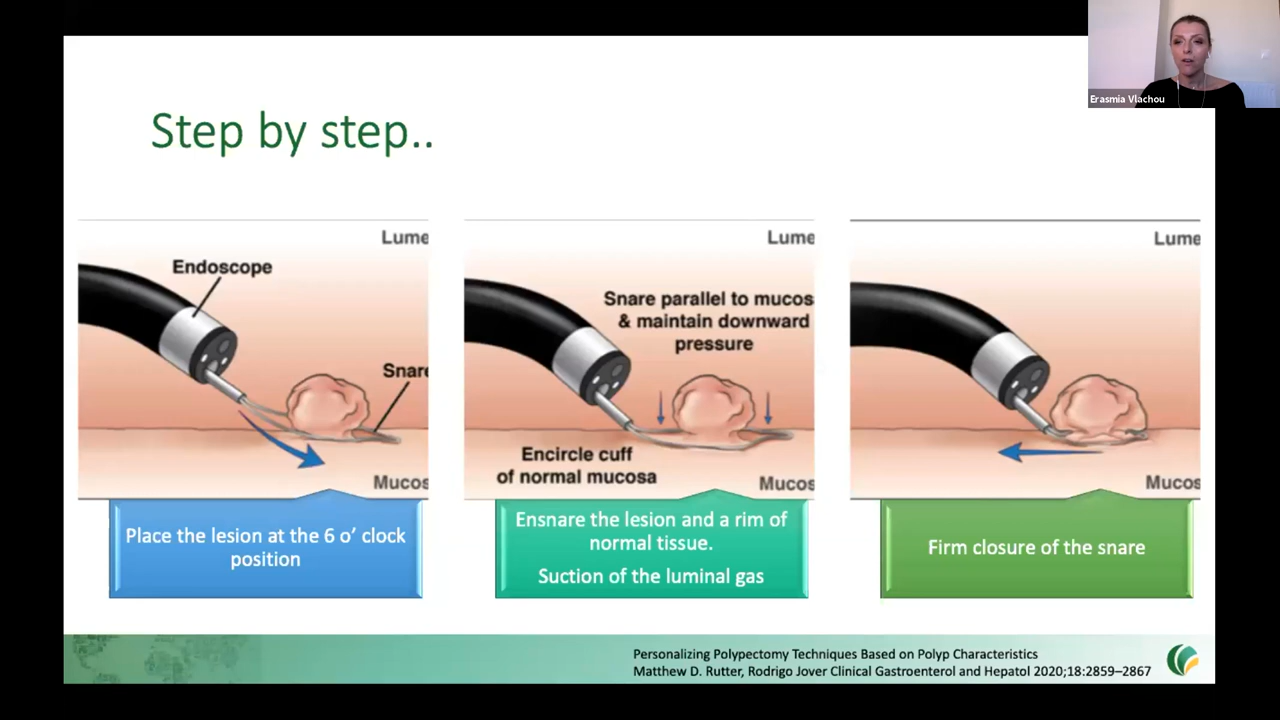 Erasmia Vlachou
Step by step..
Lume
Endoscope
Snare
Mucos
Place the lesion at the 6 o’ clock
position
Lume
Snare parallel to mucos
& maintain downward
pressure
Encircle cuff
of normal mucosa
Mucos
Ensnare the lesion and a rim of
normal tissue.
Suction of the luminal gas
Lume
Mucos
Firm closure of the snare
Personalizing Polypectomy Techniques Based on Polyp Characteristics
Matthew D. Rutter, Rodrigo Jover Clinical Gastroenterol and Hepatol 2020;18:2859–2867